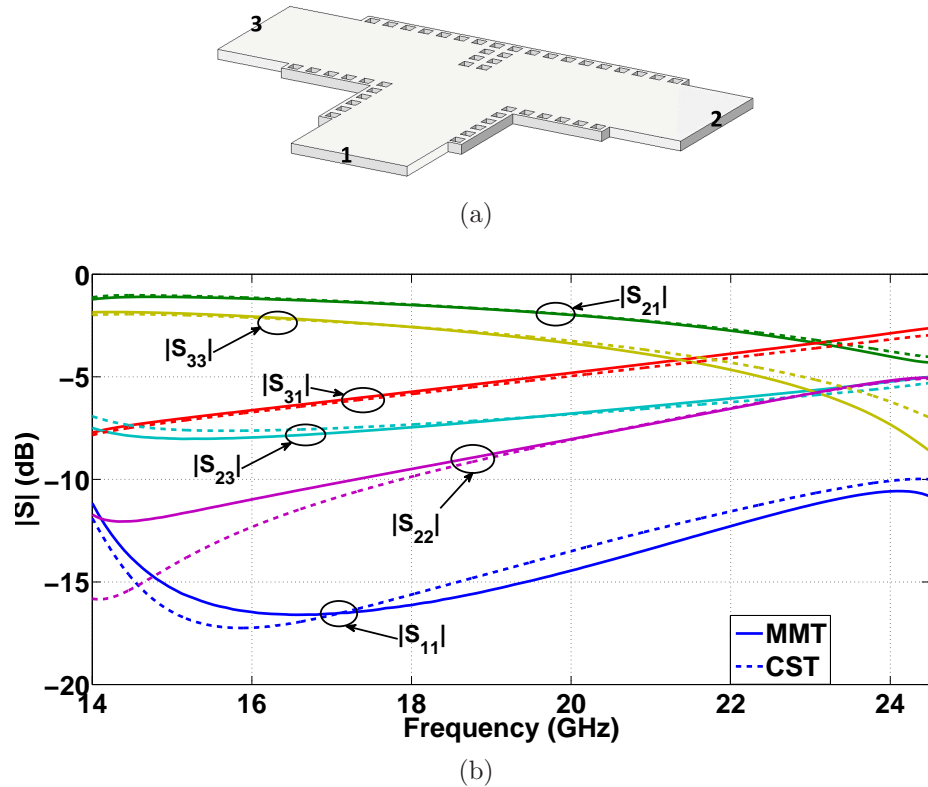 3
2
1
(a)
0
−5
−10
−15
−20
|S| (dB)
|S21|
|S33|
|S31|
|S23|
|S22|
|S11|
MMT
CST
14 16 18 20 22 24
Frequency (GHz)
(b)